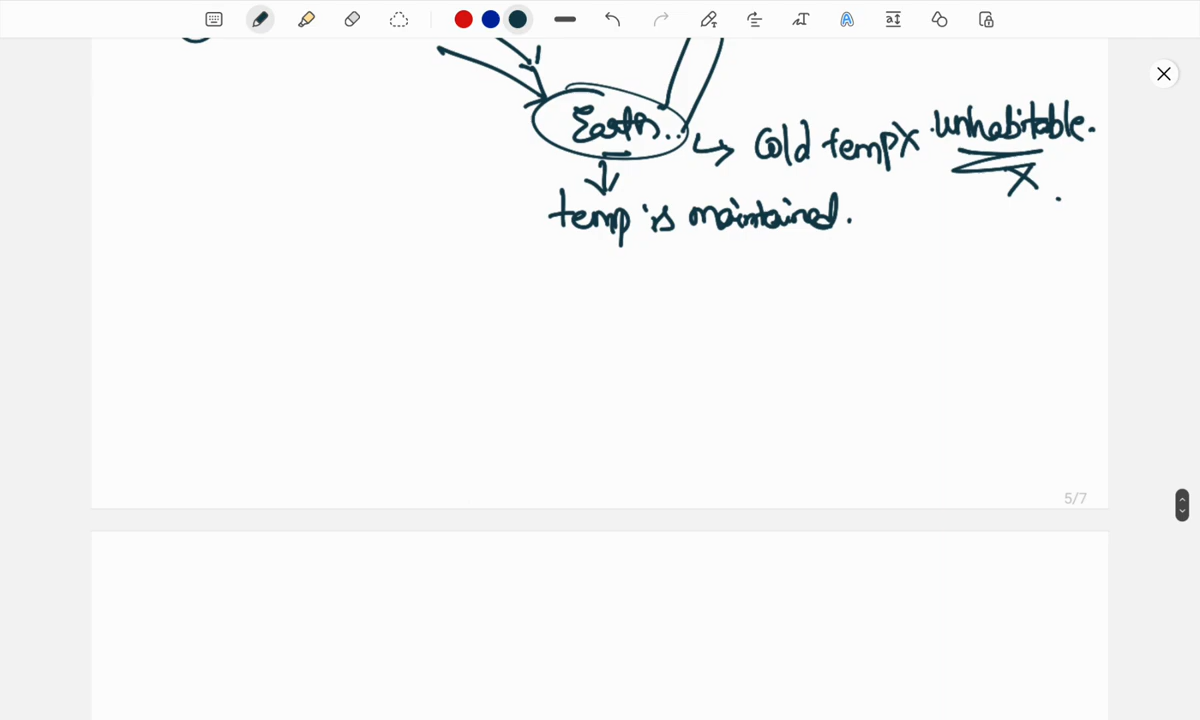 Earth..
Cold temp X unhabitable.
X
temp is maintained.
5/7